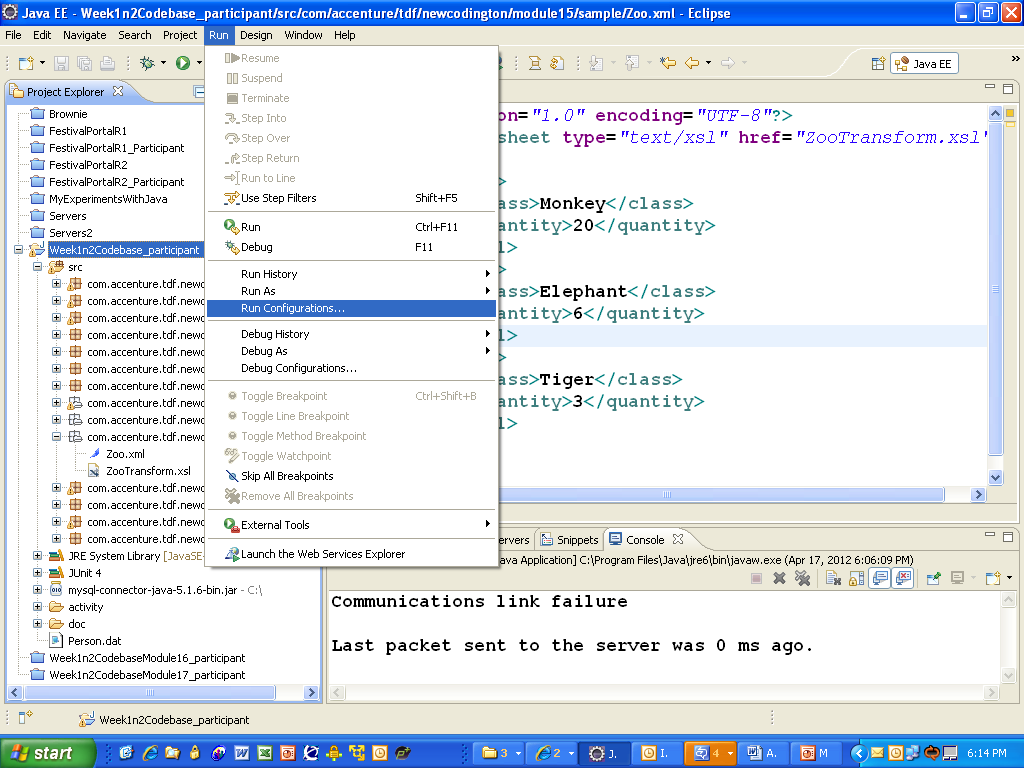 Java EE - Week1n2Codebase_participant/src/com/accenture/tdf/newcodington/module15/sample/Zoo.xml - Eclipse
File Edit Navigate Search Project Run Design Window Help
Java EE
Project Explorer
Brownie
FestivalPortalR1
FestivalPortalR1_Participant
FestivalPortalR2
FestivalPortalR2_Participant
MyExperimentsWithJava
Servers
Servers2
Week1n2Codebase_participant
src
com.accenture.tdf.newc
com.accenture.tdf.newc
com.accenture.tdf.newc
com.accenture.tdf.newc
com.accenture.tdf.newc
com.accenture.tdf.newc
com.accenture.tdf.newc
com.accenture.tdf.newc
com.accenture.tdf.newc
com.accenture.tdf.newc
Zoo.xml
ZooTransform.xsl
com.accenture.tdf.newc
com.accenture.tdf.newc
com.accenture.tdf.newc
com.accenture.tdf.newc
JRE System Library [JavaSE-
JUnit 4
mysql-connector-java-5.1.6-bin.jar - C:\
activity
doc
Person.dat
Week1n2CodebaseModule16_participant
Week1n2CodebaseModule17_participant
Resume
Suspend
Terminate
Step Into
Step Over
Step Return
Run to Line
Use Step Filters Shift+F5
Run Ctrl+F11
Debug F11
Run History
Run As
Run Configurations...
Debug History
Debug As
Debug Configurations...
Toggle Breakpoint Ctrl+Shift+B
Toggle Line Breakpoint
Toggle Method Breakpoint
Toggle Watchpoint
Skip All Breakpoints
Remove All Breakpoints
External Tools
Launch the Web Services Explorer
on="1.0" encoding="UTF-8"?>
sheet type="text/xsl" href="ZooTransform.xsl"
>
ass>Monkey</class>
antity>20</quantity>
l>
>
ass>Elephant</class>
antity>6</quantity>
l>
>
ass>Tiger</class>
antity>3</quantity>
l>
ervers Snippets Console
Java Application] C:\Program Files\Java\jre6\bin\javaw.exe (Apr 17, 2012 6:06:09 PM)
Communications link failure
Last packet sent to the server was 0 ms ago.
Week1n2Codebase_participant
start 3 2 J. I. 4 A. M 6:14 PM